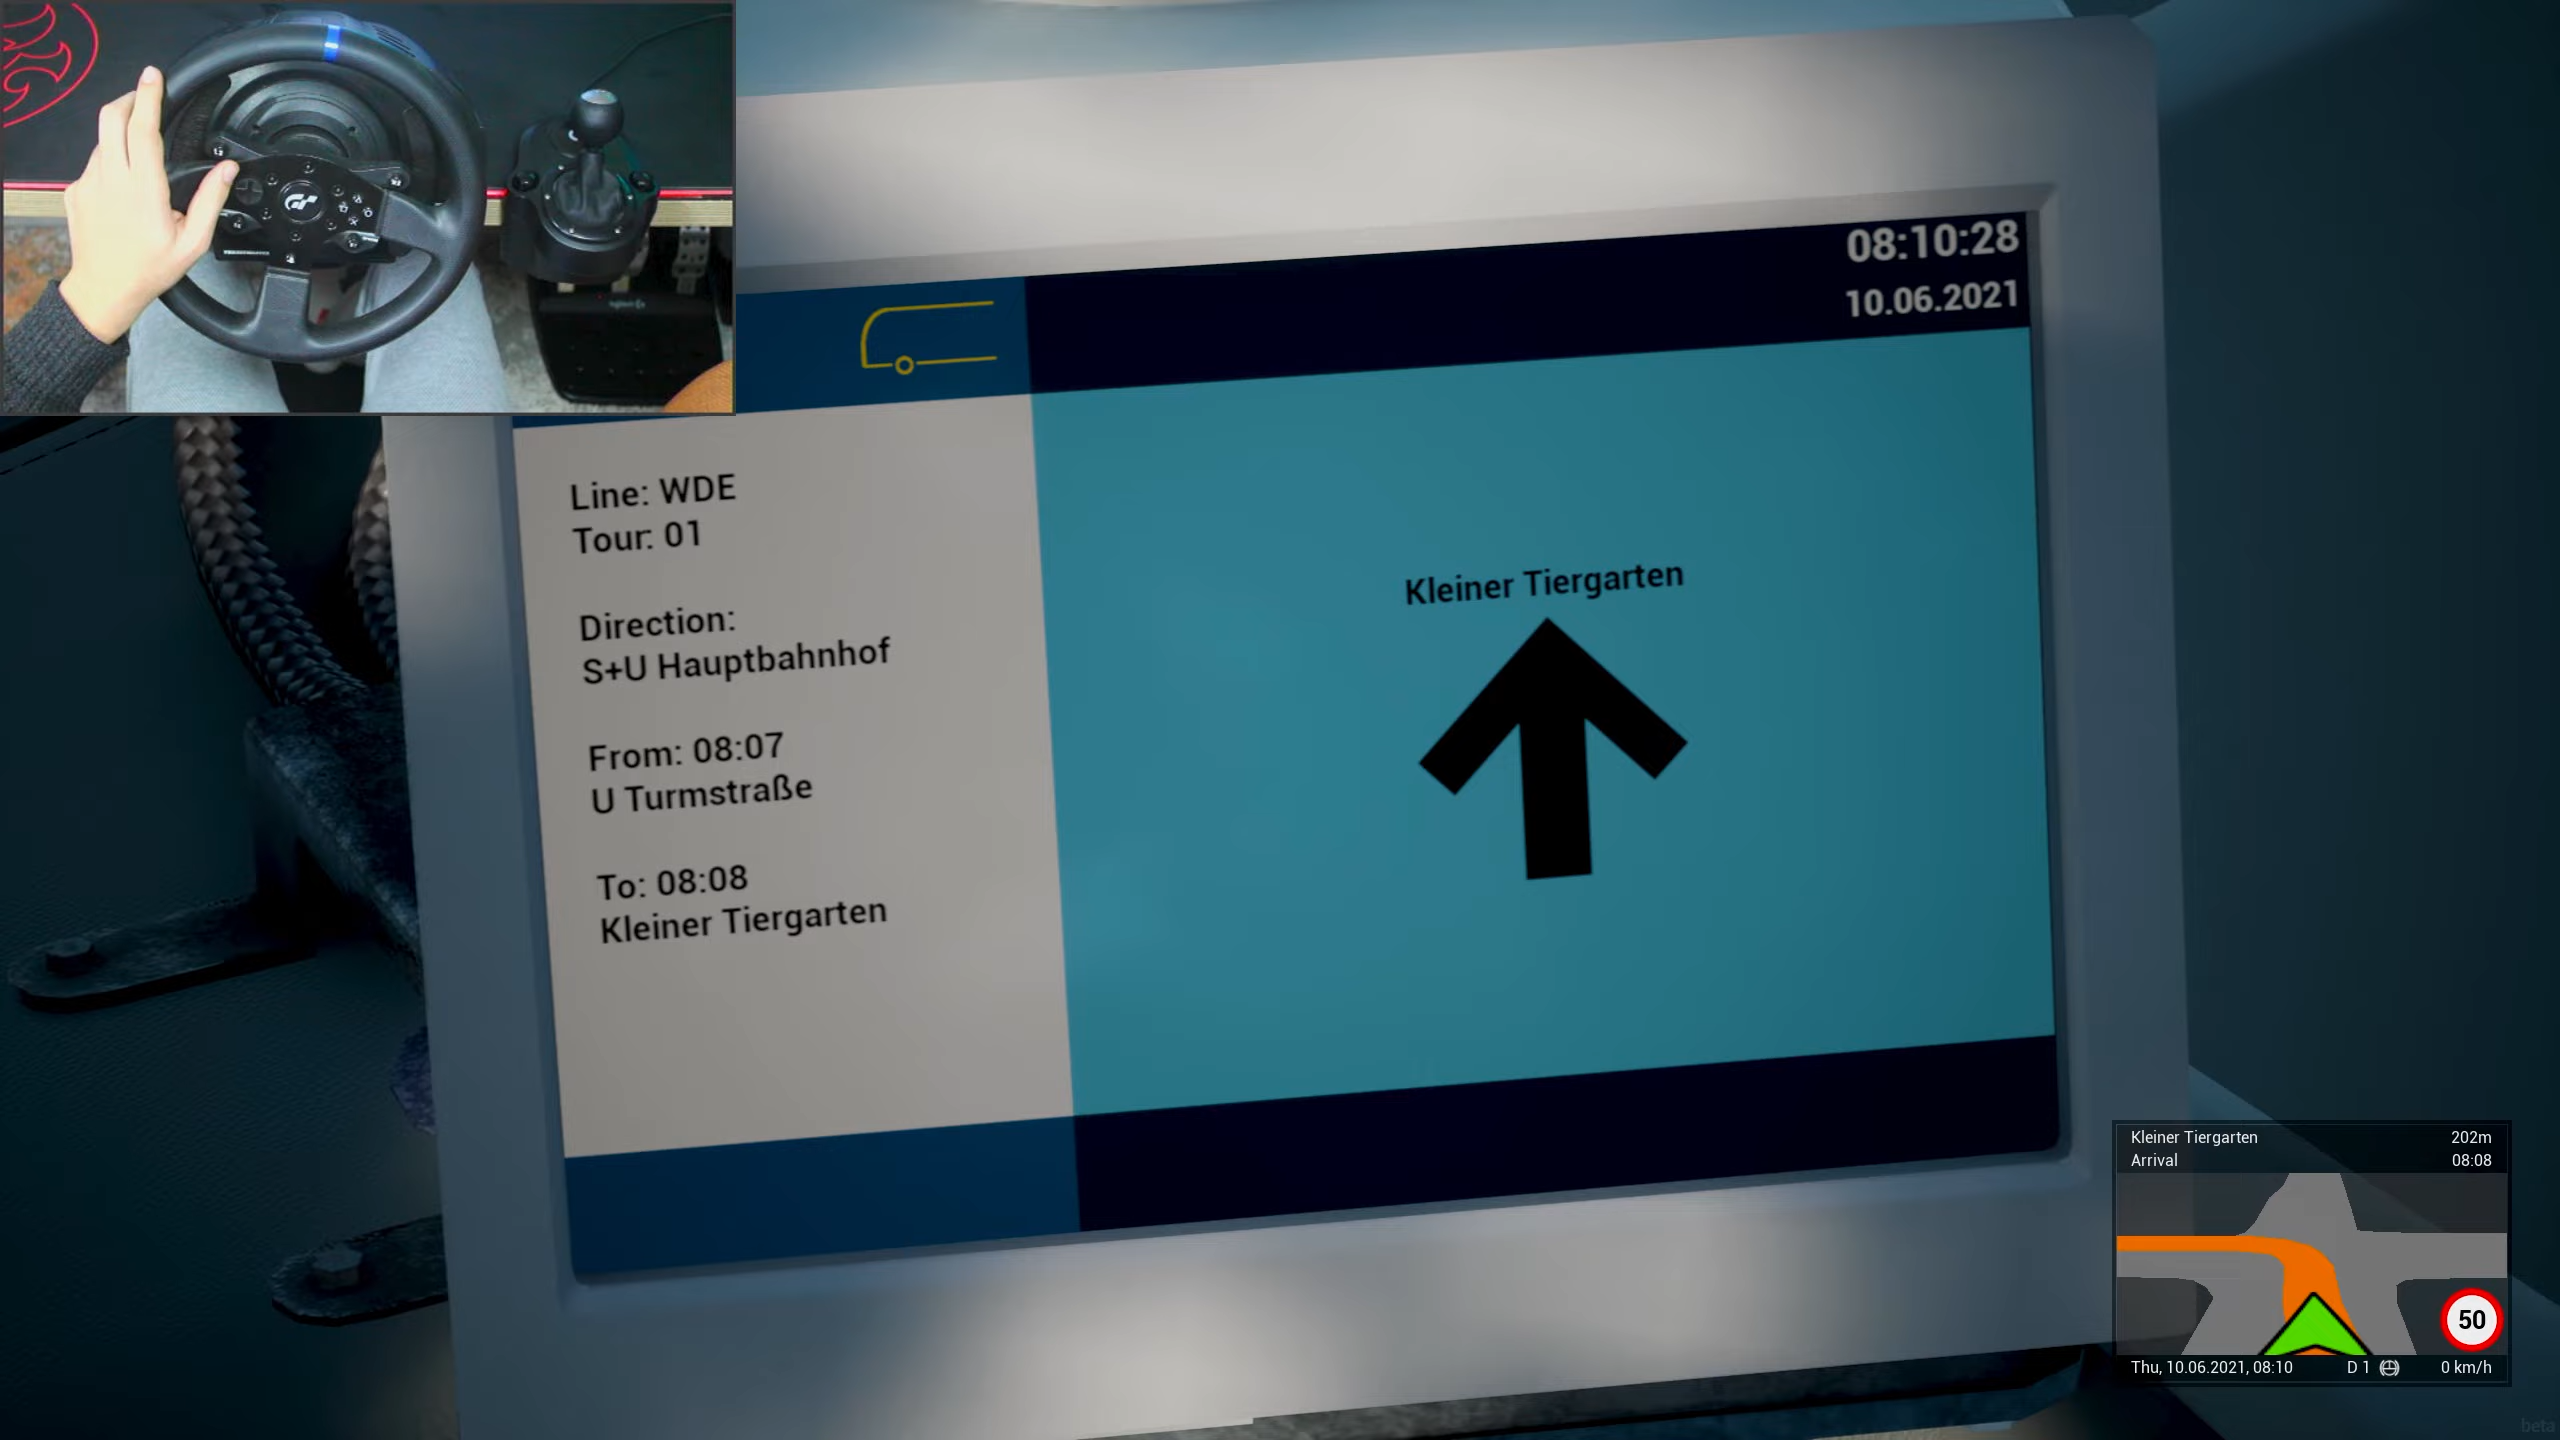 08:10:28
10.06.2021
Line: WDE
Tour: 01
Direction:
S+U Hauptbahnhof
From: 08:07
U Turmstraße
To: 08:08
Kleiner Tiergarten
Kleiner Tiergarten
Kleiner Tiergarten 202m
Arrival 08:08
50
Thu, 10.06.2021, 08:10 D 1 0 km/h
beta